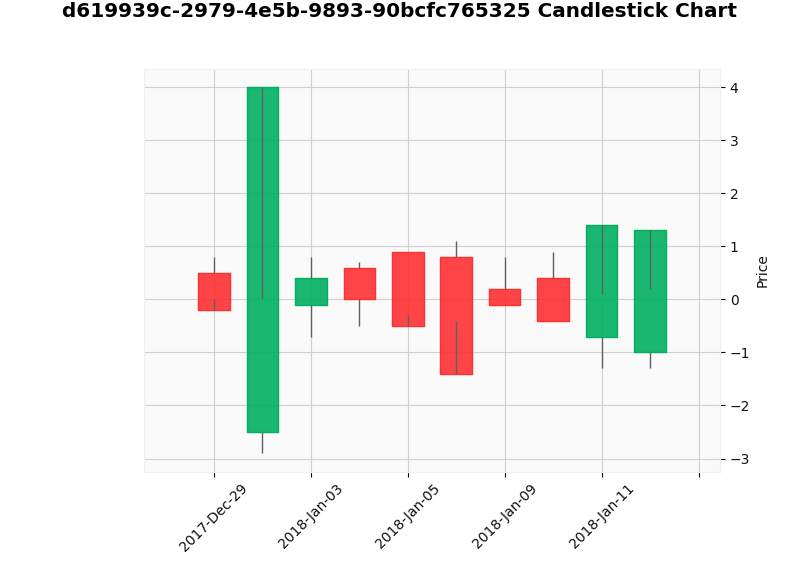 d619939c-2979-4e5b-9893-90bcfc765325 Candlestick Chart
4
3
2
1
0
−1
−2
−3
Price
2017-Dec-29
2018-Jan-03
2018-Jan-05
2018-Jan-09
2018-Jan-11